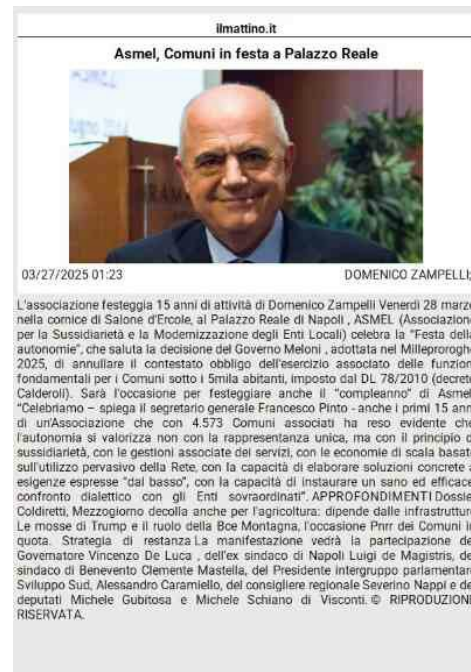 ilmattino.it
Asmel, Comuni in festa a Palazzo Reale
03/27/2025 01:23
DOMENICO ZAMPELLI;
L'associazione festeggia 15 anni di attività di Domenico Zampelli Venerdì 28 marzo
nella cornice di Salone d'Ercole, al Palazzo Reale di Napoli , ASMEL (Associazione
per la Sussidiarietà e la Modernizzazione degli Enti Locali) celebra la "Festa della
autonomie", che saluta la decisione del Governo Meloni , adottata nel Milleproroghe
2025, di annullare il contestato obbligo dell'esercizio associato delle funzioni
fondamentali per i Comuni sotto i 5mila abitanti, imposto dal DL 78/2010 (decreto
Calderoli). Sarà l'occasione per festeggiare anche il "compleanno" di Asmel.
"Celebriamo – spiega il segretario generale Francesco Pinto - anche i primi 15 anni
di un'Associazione che con 4.573 Comuni associati ha reso evidente che
l'autonomia si valorizza non con la rappresentanza unica, ma con il principio di
sussidiarietà, con le gestioni associate dei servizi, con le economie di scala basate
sull'utilizzo pervasivo della Rete, con la capacità di elaborare soluzioni concrete a
esigenze espresse "dal basso", con la capacità di instaurare un sano ed efficace
confronto dialettico con gli Enti sovraordinati". APPROFONDIMENTI Dossier
Coldiretti, Mezzogiorno decolla anche per l'agricoltura: dipende dalle infrastrutture
Le mosse di Trump e il ruolo della Bce Montagna, l'occasione Pnrr dei Comuni in
quota. Strategia di restanza La manifestazione vedrà la partecipazione del
Governatore Vincenzo De Luca , dell'ex sindaco di Napoli Luigi de Magistris, del
sindaco di Benevento Clemente Mastella, del Presidente intergruppo parlamentare
Sviluppo Sud, Alessandro Caramiello, del consigliere regionale Severino Nappi e dei
deputati Michele Gubitosa e Michele Schiano di Visconti. © RIPRODUZIONE
RISERVATA.